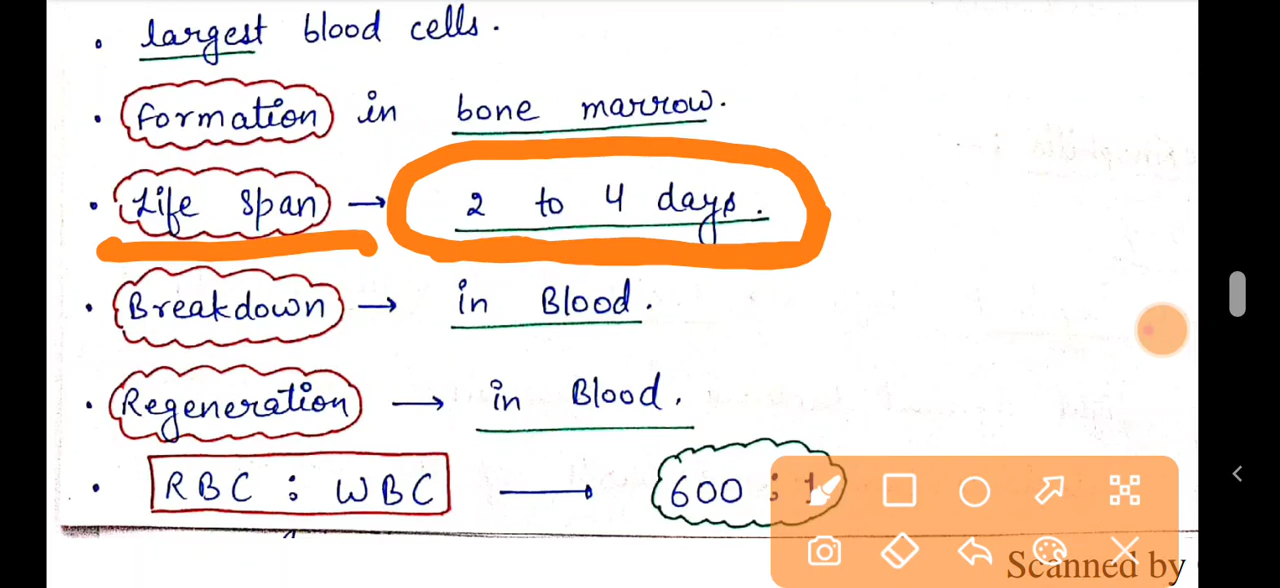 • largest blood cells.
• Formation in bone marrow.
• Life Span → 2 to 4 days.
• Breakdown → in Blood.
• Regeneration → in Blood.
• RBC : WBC → 600 : 1
Scanned by